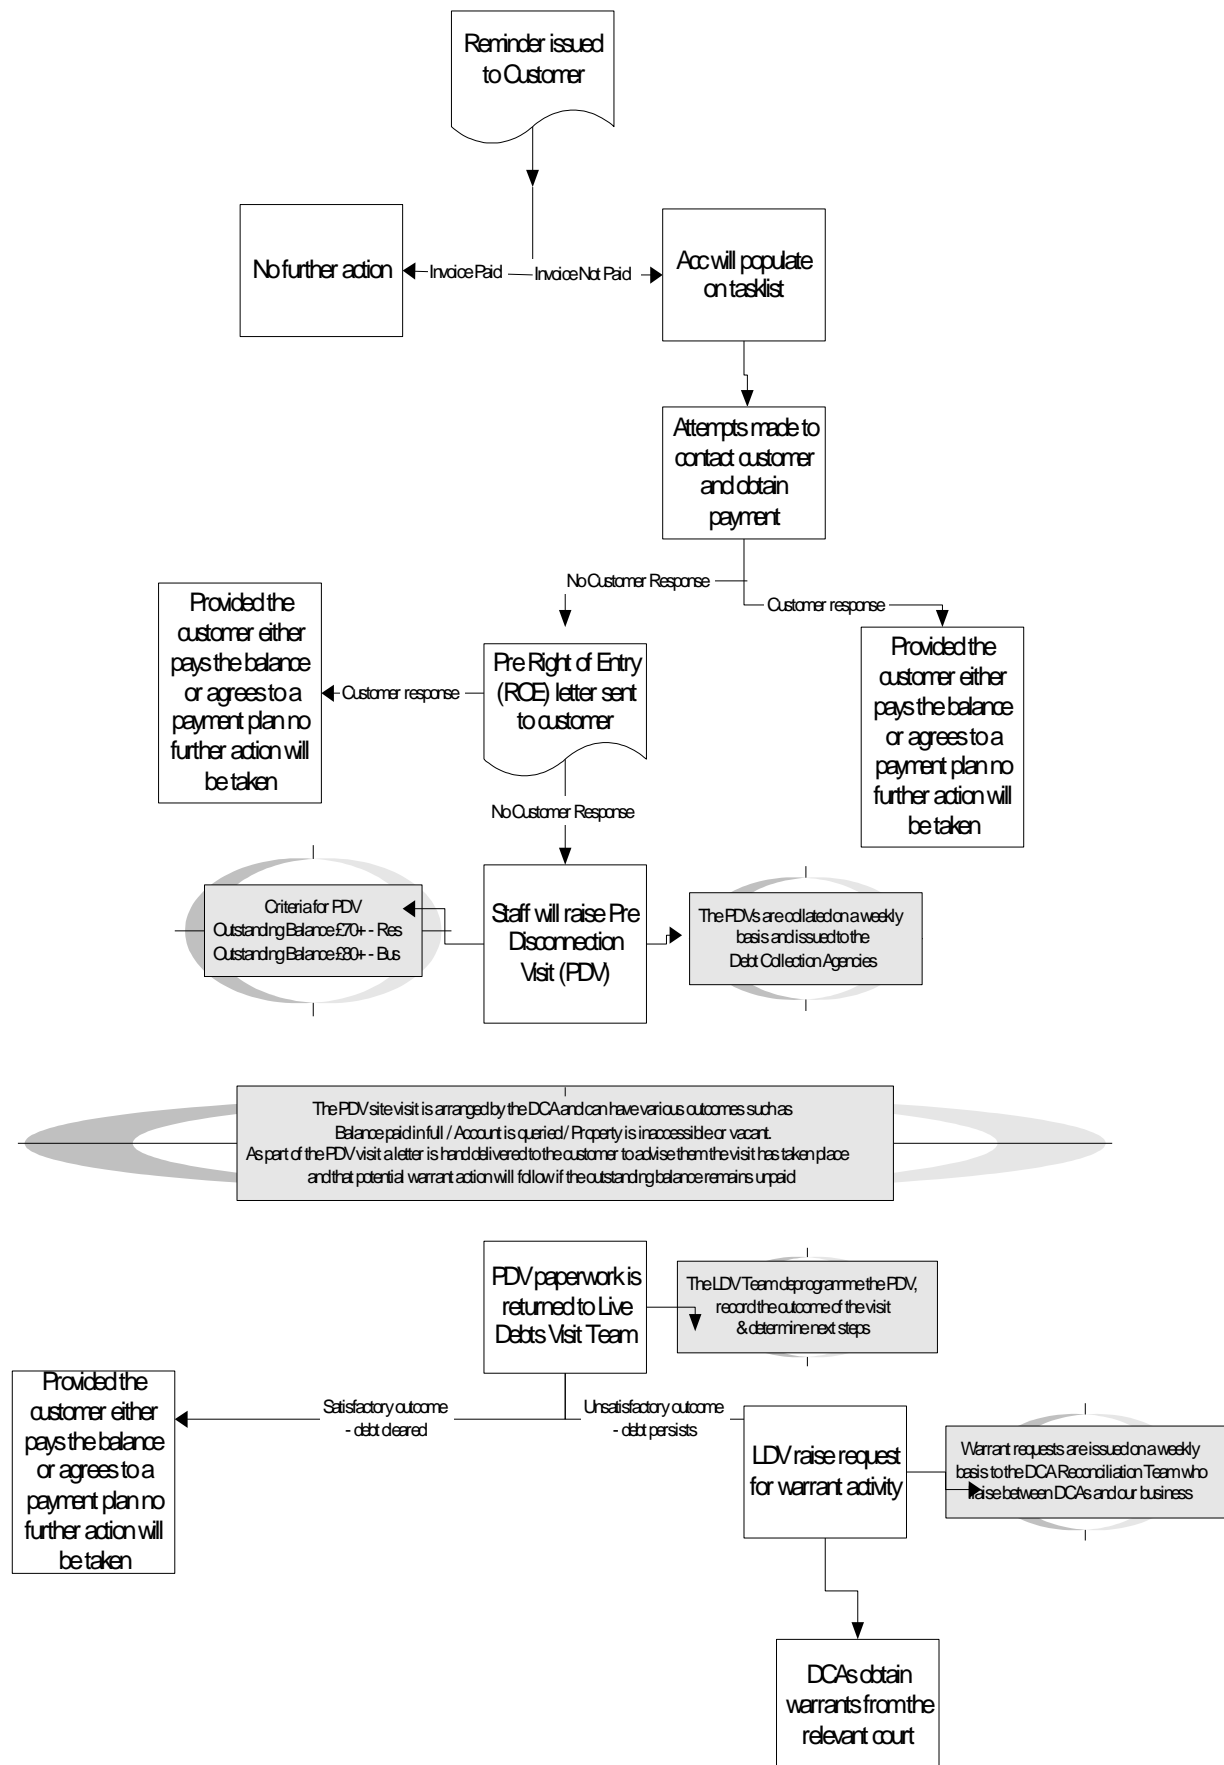 Reminder issued
to Customer
No further action
Invoice Paid
Invoice Not Paid
Acc will populate
on tasklist
Attempts made to
contact customer
and obtain
payment
No Customer Response
Customer response
Provided the
customer either
pays the balance
or agrees to a
payment plan no
further action will
be taken
Customer response
Pre Right of Entry
(ROE) letter sent
to customer
Provided the
customer either
pays the balance
or agrees to a
payment plan no
further action will
be taken
No Customer Response
Criteria for PDV
Outstanding Balance £70+ - Res
Outstanding Balance £80+ - Bus
Staff will raise Pre
Disconnection
Visit (PDV)
The PDVs are collated on a weekly
basis and issued to the
Debt Collection Agencies
The PDV site visit is arranged by the DCA and can have various outcomes such as
Balance paid in full / Account is queried / Property is inaccessible or vacant.
As part of the PDV visit a letter is hand delivered to the customer to advise them the visit has taken place
and that potential warrant action will follow if the outstanding balance remains unpaid
PDV paperwork is
returned to Live
Debts Visit Team
The LDV Team deprogramme the PDV,
record the outcome of the visit
& determine next steps
Provided the
customer either
pays the balance
or agrees to a
payment plan no
further action will
be taken
Satisfactory outcome
- debt cleared
Unsatisfactory outcome
- debt persists
LDV raise request
for warrant activity
Warrant requests are issued on a weekly
basis to the DCA Reconciliation Team who
liaise between DCAs and our business
DCAs obtain
warrants from the
relevant court